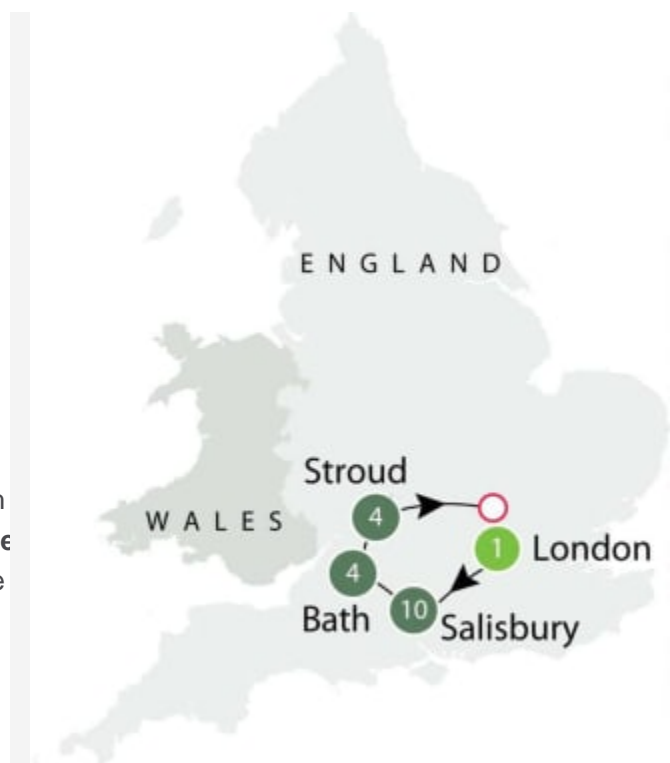 ENGLAND
Stroud
4
n
WALES
e
1
London
4
e
Bath
10
Salisbury